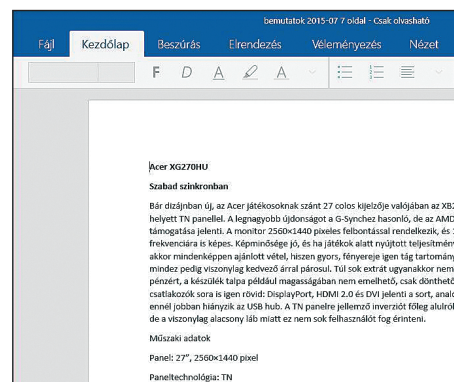 bemutatok 2015-07 7 oldal - Csak olvasható
Fájl Kezdőlap Beszúrás Elrendezés Véleményezés Nézet
F D A A
Acer XG270HU
Szabad szinkronban
Bár dizájnban új, az Acer játékosoknak szánt 27 colos kijelzője valójában az XB2
helyett TN panellel. A legnagyobb újdonságot a G-Synchez hasonló, de az AMD
támogatása jelenti. A monitor 2560×1440 pixeles felbontással rendelkezik, és 1
frekvenciára is képes. Képminősége jó, és ha játékok alatt nyújtott teljesítmény
akkor mindenképpen ajánlott vétel, hiszen gyors, fényereje igen tág tartomány
mindez pedig viszonylag kedvező árral párosul. Túl sok extrát ugyanakkor nem
pénzért, a készülék talpa például magasságában nem emelhető, csak dönthető
csatlakozók sora is igen rövid: DisplayPort, HDMI 2.0 és DVI jelenti a sort, analó
ennél jobban hiányzik az USB hub. A TN panelre jellemző inverziót főleg alulról
de a viszonylag alacsony láb miatt ez nem sok felhasználót fog érinteni.
Műszaki adatok
Panel: 27", 2560×1440 pixel
Paneltechnológia: TN